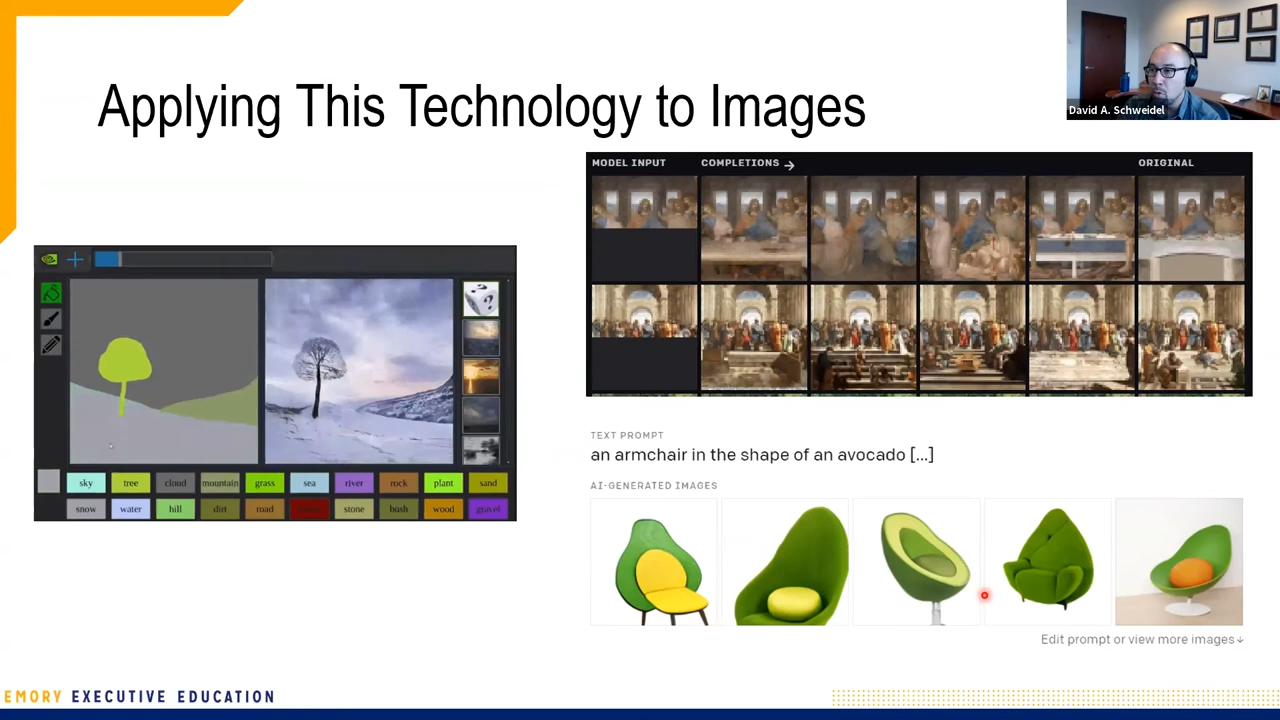 Applying This Technology to Images
David A. Schweidel
MODEL INPUT COMPLETIONS → ORIGINAL
sky tree cloud mountain grass sea river rock plant sand
snow water hill dirt road stone bush wood gravel
TEXT PROMPT
an armchair in the shape of an avocado [...]
AI-GENERATED IMAGES
Edit prompt or view more images↓
EMORY EXECUTIVE EDUCATION